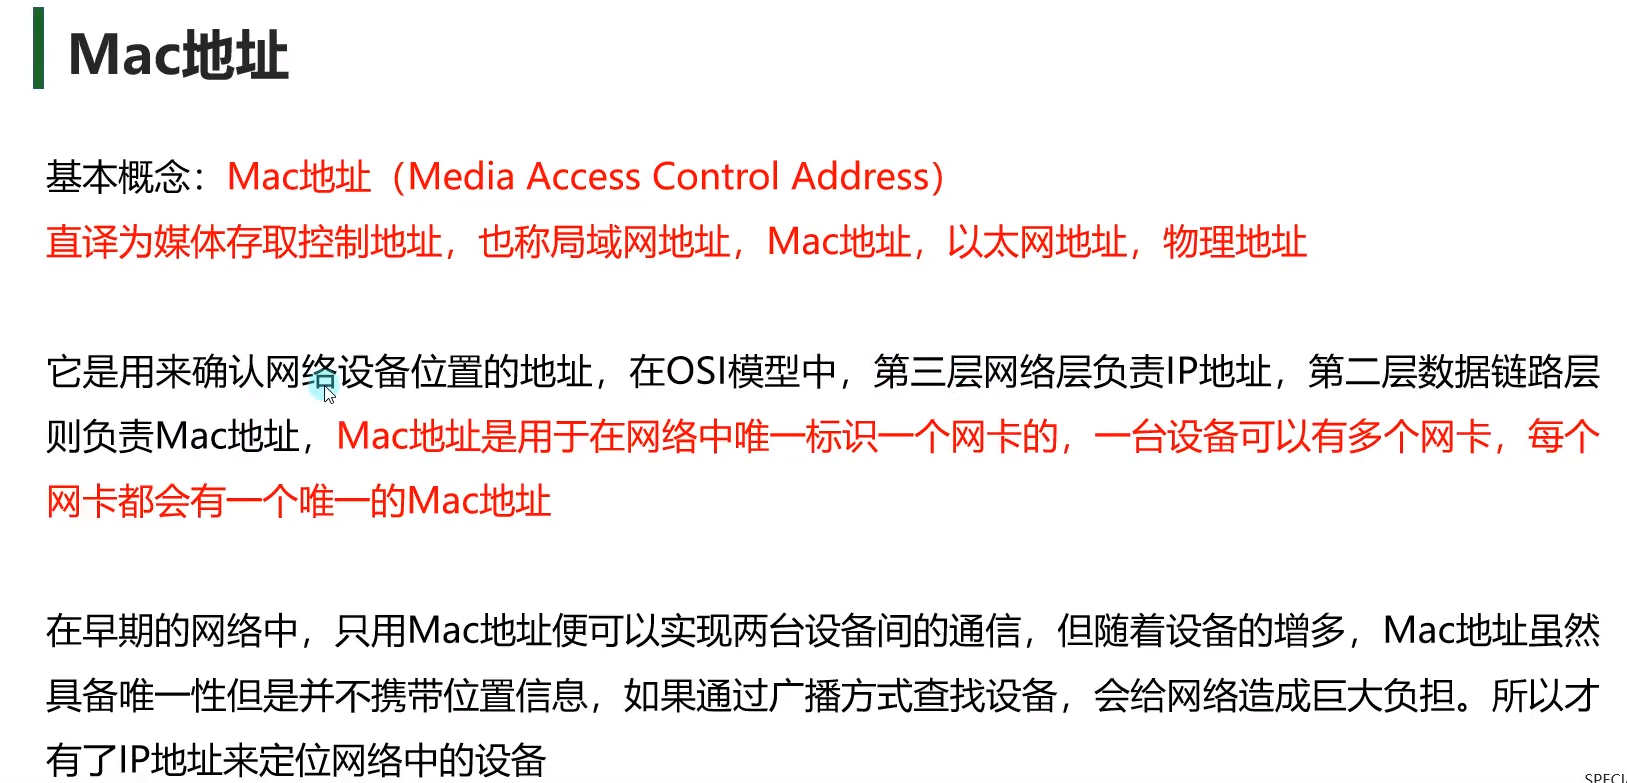 Mac地址
基本概念：Mac地址（Media Access Control Address）
直译为媒体存取控制地址，也称局域网地址，Mac地址，以太网地址，物理地址
它是用来确认网络设备位置的地址，在OSI模型中，第三层网络层负责IP地址，第二层数据链路层
则负责Mac地址，Mac地址是用于在网络中唯一标识一个网卡的，一台设备可以有多个网卡，每个
网卡都会有一个唯一的Mac地址
在早期的网络中，只用Mac地址便可以实现两台设备间的通信，但随着设备的增多，Mac地址虽然
具备唯一性但是并不携带位置信息，如果通过广播方式查找设备，会给网络造成巨大负担。所以才
有了IP地址来定位网络中的设备